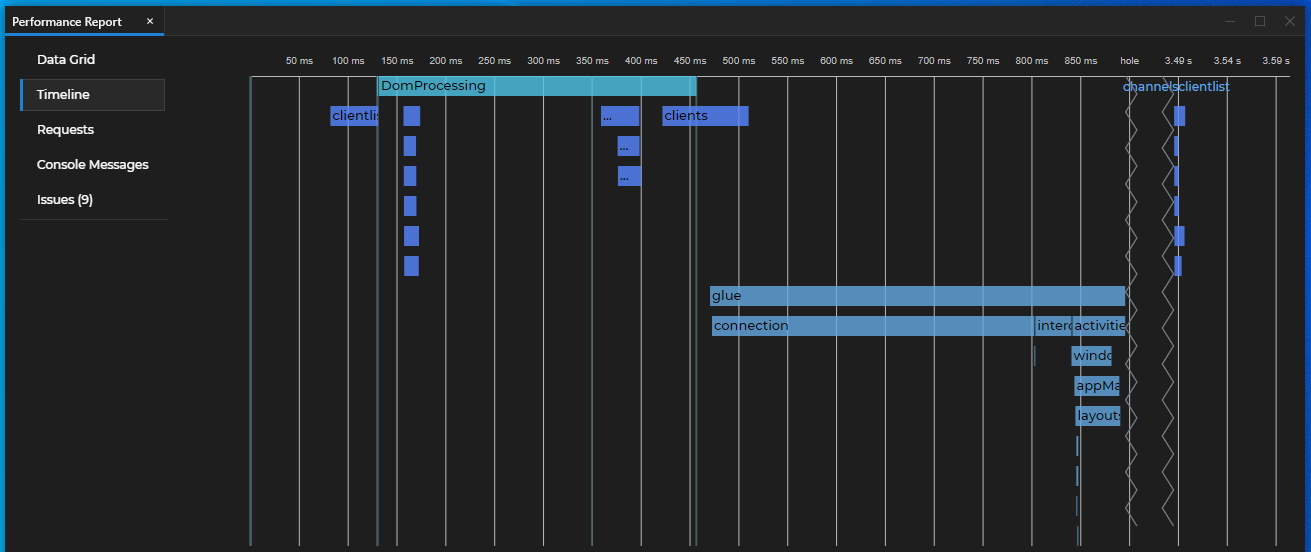 Performance Report ×
Data Grid
Timeline
Requests
Console Messages
Issues (9)
50 ms 100 ms 150 ms 200 ms 250 ms 300 ms 350 ms 400 ms 450 ms 500 ms 550 ms 600 ms 650 ms 700 ms 750 ms 800 ms 850 ms hole 3.49 s 3.54 s 3.59 s
DomProcessing channelsclientlist
clientlis ... clients
...
...
glue
connection interc activitie
windo
appMa
layouts